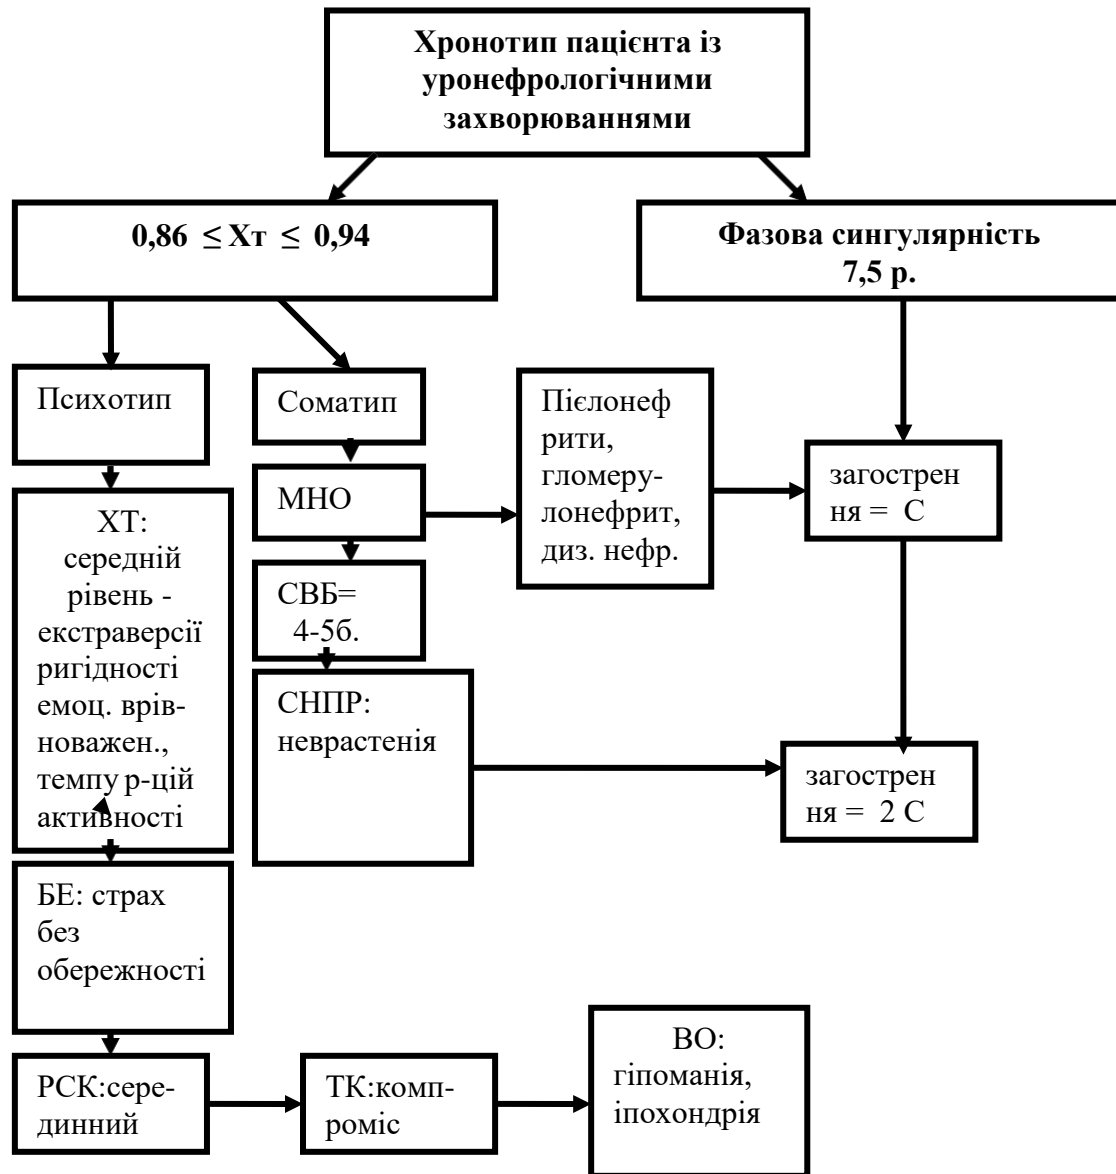 Хронотип пацієнта із
уронефрологічними
захворюваннями
0,86 ≤ Хт ≤ 0,94
Фазова сингулярність
7,5 р.
Психотип
Соматип
Пієлонеф
рити,
гломеру-
лонефрит,
диз. нефр.
загострен
ня = С
ХТ:
середній
рівень -
екстраверсії
ригідності
емоц. врів-
новажен.,
темпу р-цій
активності
МНО
СВБ=
4-5б.
СНПР:
неврастенія
загострен
ня = 2 С
БЕ: страх
без
обережності
РСК:сере-
динний
ТК:комп-
роміс
ВО:
гіпоманія,
іпохондрія